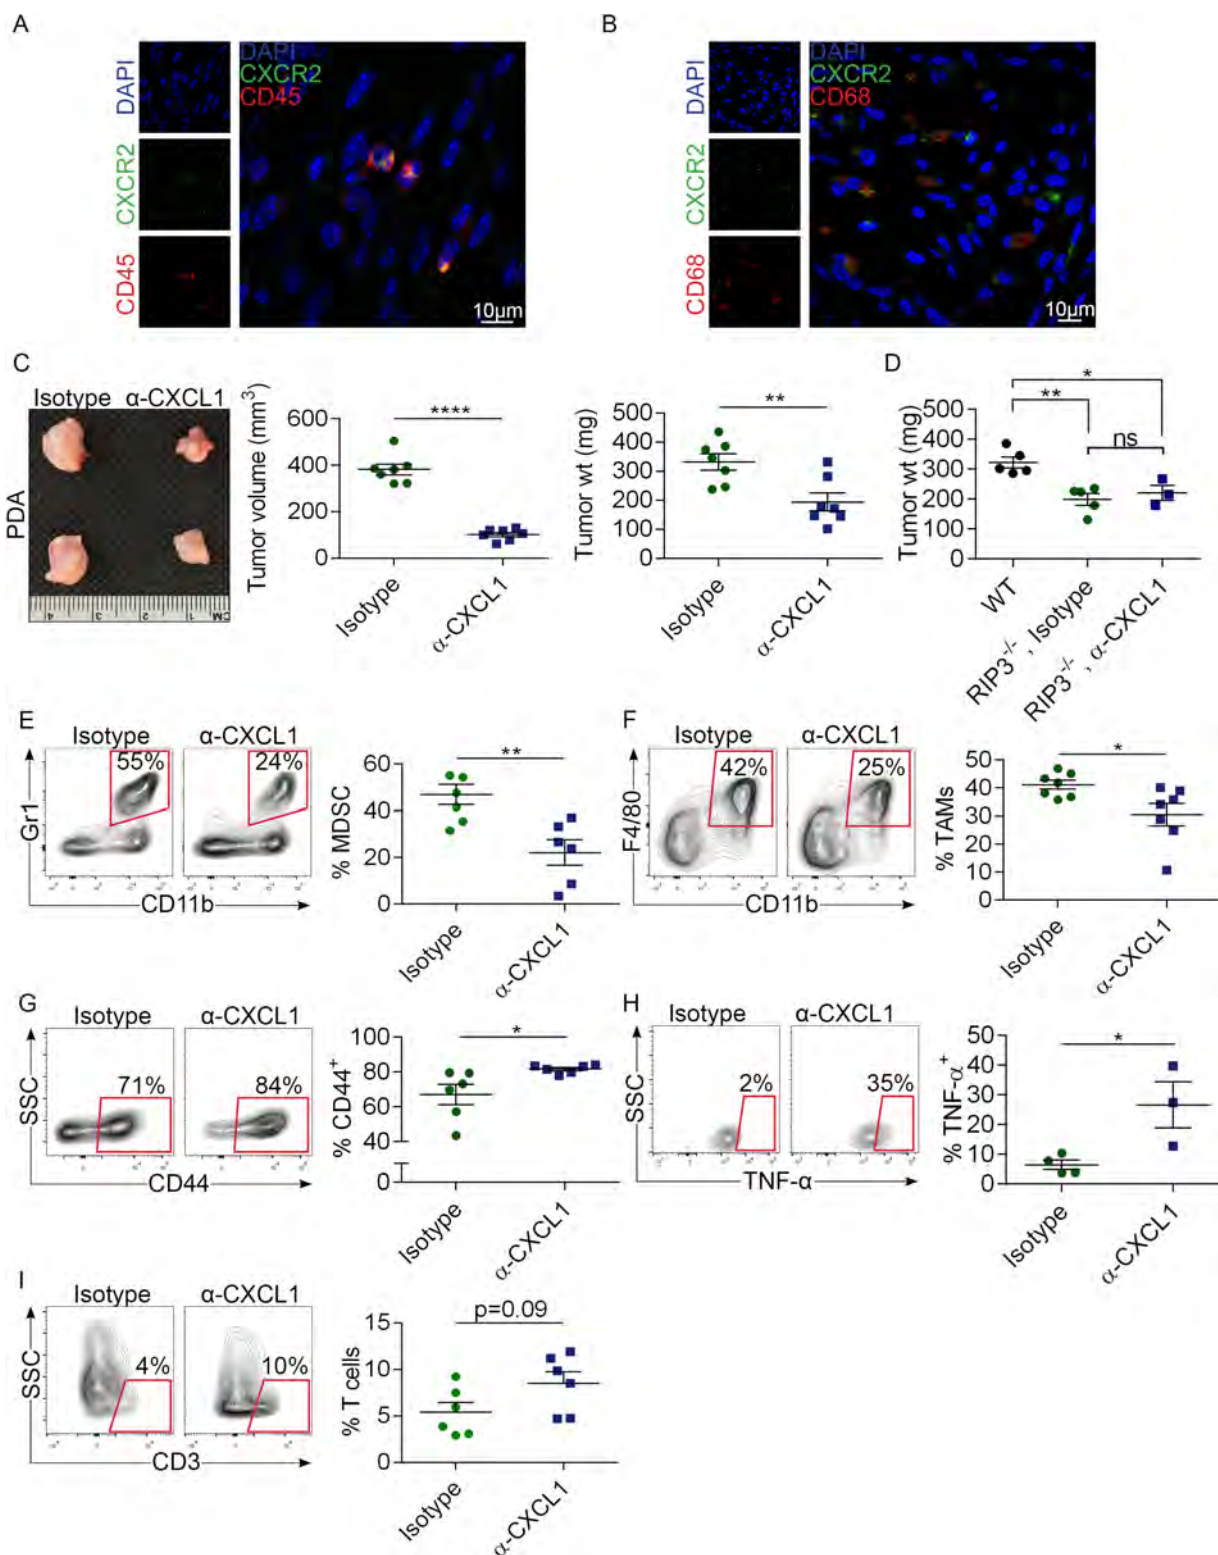 A
DAPI
CXCR2
CD45
DAPI
CXCR2
CD45
10µm
B
DAPI
CXCR2
CD68
DAPI
CXCR2
CD68
10µm
C
Isotype α-CXCL1
PDA
4 3 2 1 CM
Tumor volume (mm³)
600
400
200
0
****
Isotype
α-CXCL1
Tumor wt (mg)
500
400
300
200
100
0
**
Isotype
α-CXCL1
D
Tumor wt (mg)
500
400
300
200
100
0
*
**
ns
WT
RIP3⁻/⁻, Isotype
RIP3⁻/⁻, α-CXCL1
E
Isotype α-CXCL1
55% 24%
Gr1
CD11b
% MDSC
60
40
20
0
**
Isotype
α-CXCL1
F
Isotype α-CXCL1
42% 25%
F4/80
CD11b
% TAMs
50
40
30
20
10
0
*
Isotype
α-CXCL1
G
Isotype α-CXCL1
71% 84%
SSC
CD44
% CD44⁺
100
80
60
40
0
*
Isotype
α-CXCL1
H
Isotype α-CXCL1
2% 35%
SSC
TNF-α
% TNF-α⁺
50
40
30
20
10
0
*
Isotype
α-CXCL1
I
Isotype α-CXCL1
4% 10%
SSC
CD3
% T cells
15
10
5
0
p=0.09
Isotype
α-CXCL1